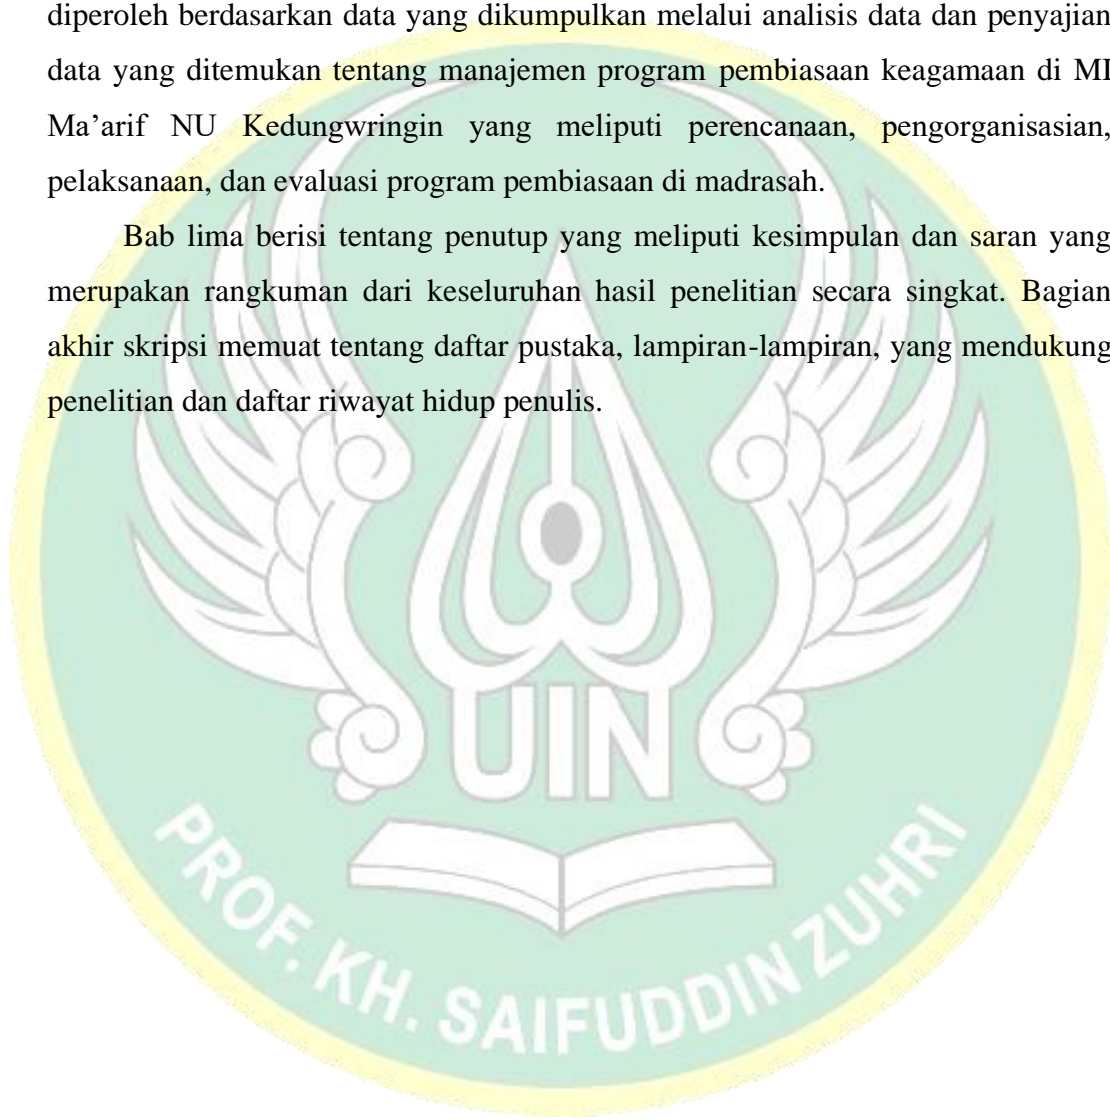 diperoleh berdasarkan data yang dikumpulkan melalui analisis data dan penyajian
data yang ditemukan tentang manajemen program pembiasaan keagamaan di MI
Ma’arif NU Kedungwringin yang meliputi perencanaan, pengorganisasian,
pelaksanaan, dan evaluasi program pembiasaan di madrasah.
Bab lima berisi tentang penutup yang meliputi kesimpulan dan saran yang
merupakan rangkuman dari keseluruhan hasil penelitian secara singkat. Bagian
akhir skripsi memuat tentang daftar pustaka, lampiran-lampiran, yang mendukung
penelitian dan daftar riwayat hidup penulis.
UIN
PROF. KH. SAIFUDDIN ZUHRI